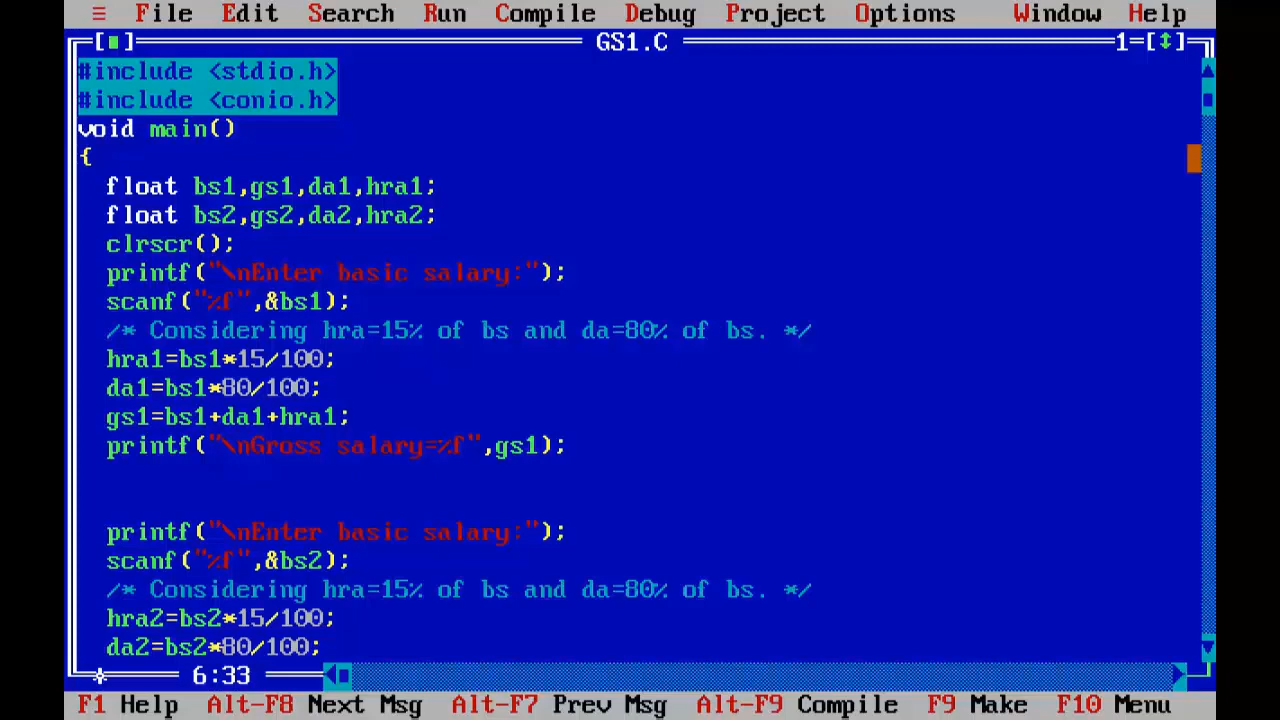 ≡ File Edit Search Run Compile Debug Project Options Window Help
[■] GS1.C 1=[↕]
#include <stdio.h>
#include <conio.h>
void main()
{
float bs1,gs1,da1,hra1;
float bs2,gs2,da2,hra2;
clrscr();
printf("\nEnter basic salary:");
scanf("%f",&bs1);
/* Considering hra=15% of bs and da=80% of bs. */
hra1=bs1*15/100;
da1=bs1*80/100;
gs1=bs1+da1+hra1;
printf("\nGross salary=%f",gs1);
printf("\nEnter basic salary:");
scanf("%f",&bs2);
/* Considering hra=15% of bs and da=80% of bs. */
hra2=bs2*15/100;
da2=bs2*80/100;
6:33
F1 Help Alt-F8 Next Msg Alt-F7 Prev Msg Alt-F9 Compile F9 Make F10 Menu